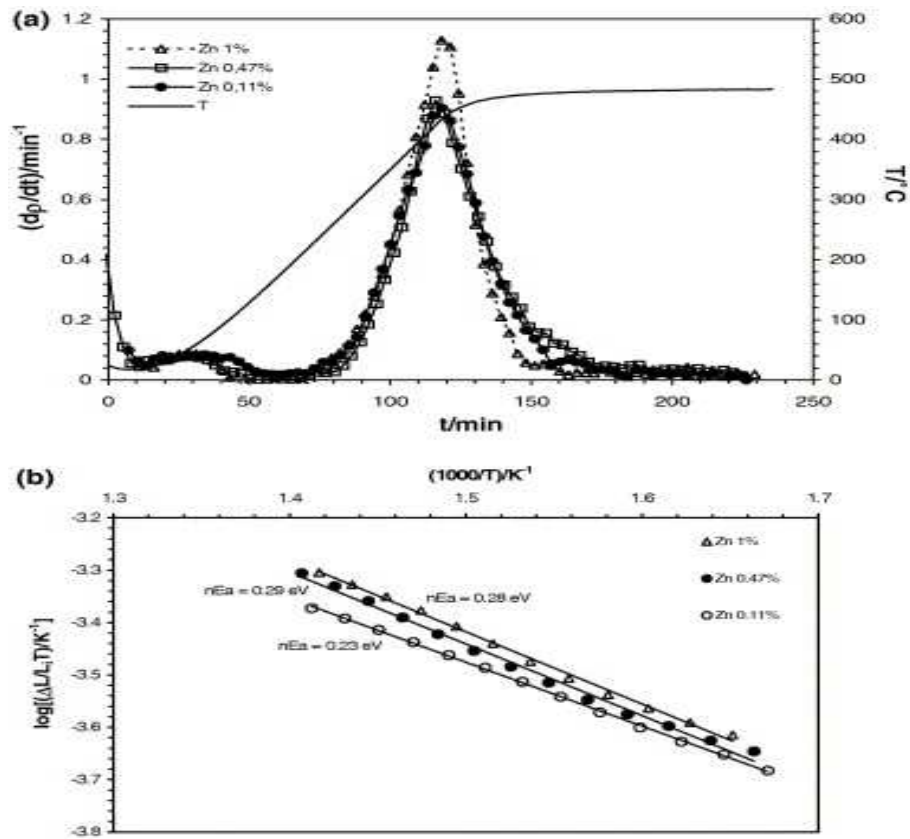 (a)
1.2
1
0.8
0.6
0.4
0.2
0
(dρ/dt)/min⁻¹
Zn 1%
Zn 0,47%
Zn 0,11%
T
600
500
400
300
200
100
0
T/°C
0 50 100 150 200 250
t/min
(b)
(1000/T)/K⁻¹
1.3 1.4 1.5 1.6 1.7
-3.2
-3.3
-3.4
-3.5
-3.6
-3.7
-3.8
log[(ΔL/LᵢT)/K⁻¹]
Zn 1%
Zn 0.47%
Zn 0.11%
nEa = 0.29 eV
nEa = 0.28 eV
nEa = 0.23 eV